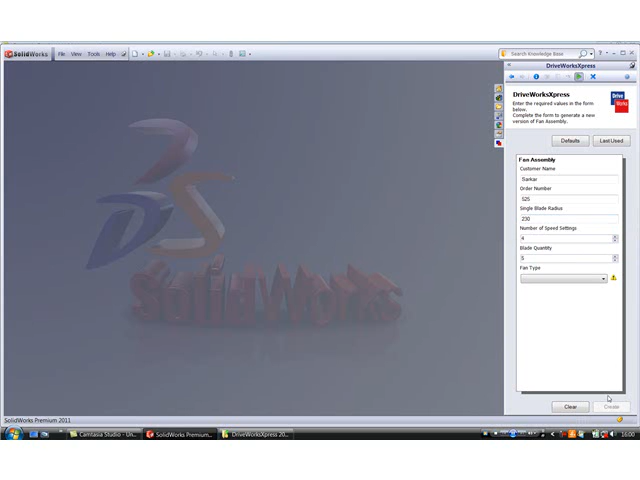 SolidWorks File View Tools Help Search Knowledge Base
DriveWorksXpress
DriveWorksXpress
Enter the required values in the form
below.
Complete the form to generate a new
version of Fan Assembly.
Drive
Works
Defaults Last Used
Fan Assembly
Customer Name
Sarkar
Order Number
525
Single Blade Radius
230
Number of Speed Settings
4
Blade Quantity
5
Fan Type
SolidWorks
Clear Create
SolidWorks Premium 2011
Camtasia Studio - Un... SolidWorks Premium... DriveWorksXpress 20... 16:00